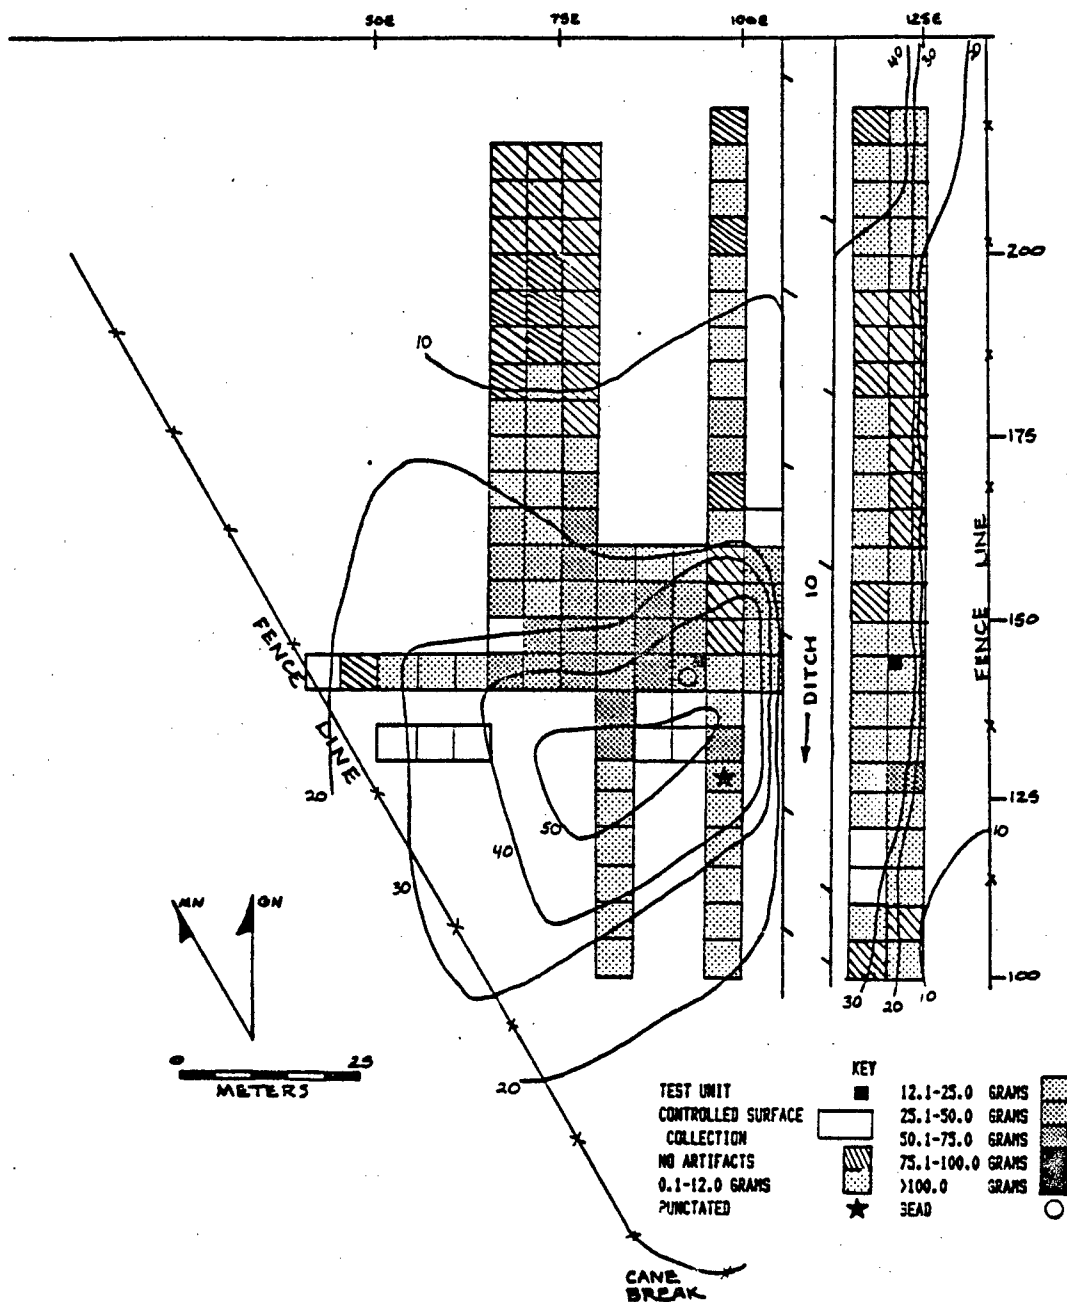 50E 75E 100E 125E
40 30 20
200
10
175
FENCE LINE
DITCH 10
150
FENCE LINE
20
50
125
40
10
30
MN GN
100
30 20 10
0 25
METERS
20
KEY
TEST UNIT 12.1-25.0 GRAMS
CONTROLLED SURFACE 25.1-50.0 GRAMS
COLLECTION 50.1-75.0 GRAMS
NO ARTIFACTS 75.1-100.0 GRAMS
0.1-12.0 GRAMS >100.0 GRAMS
PUNCTATED BEAD
CANE
BREAK